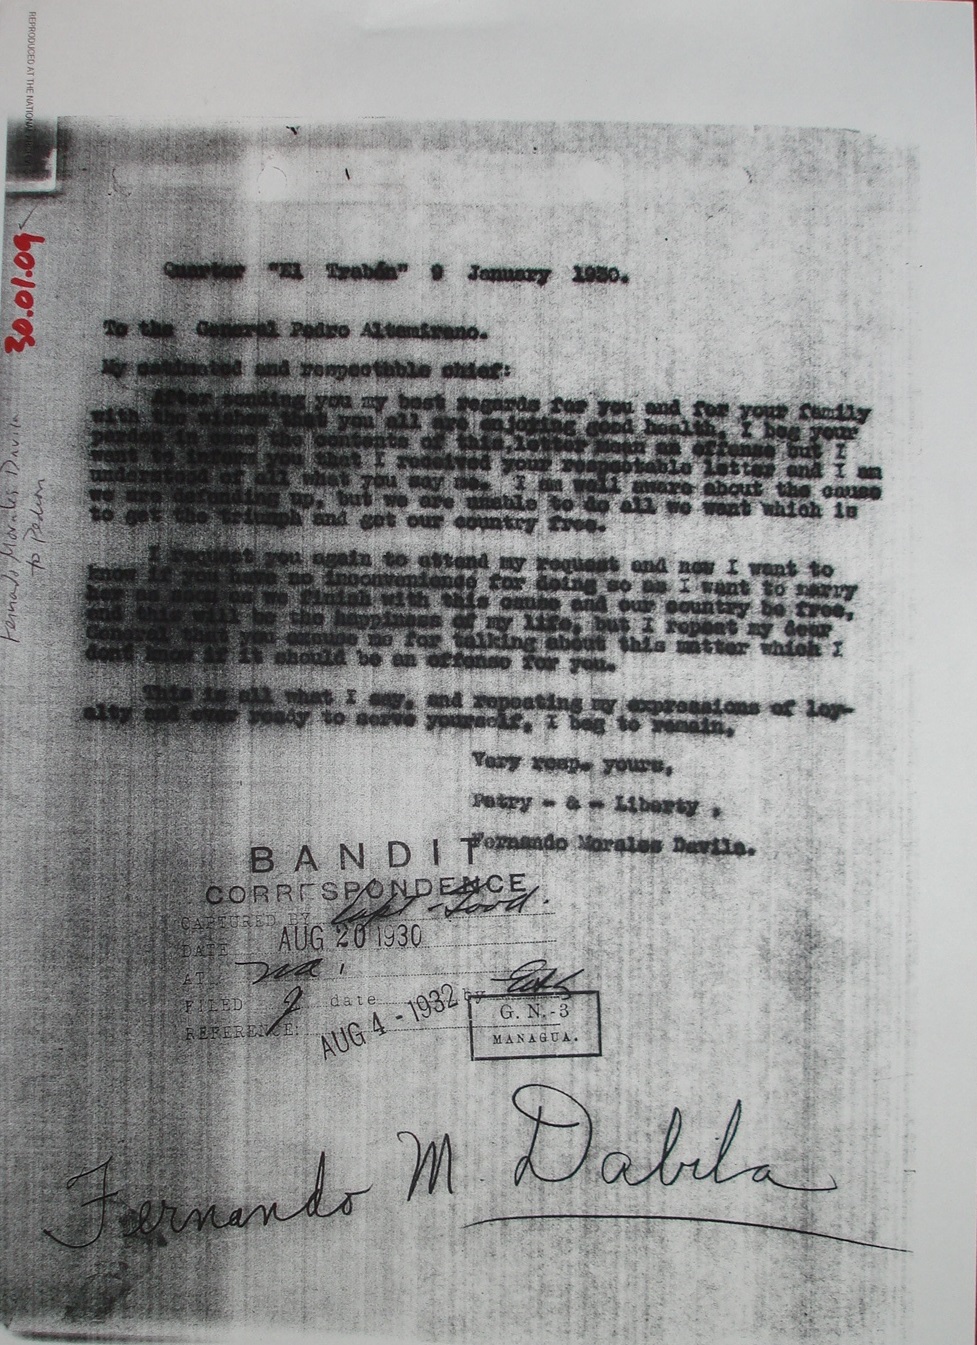 REPRODUCED AT THE NATIONAL
30.01.09
Fernando Morales Davila
to Pedron
Quarter "El Trabón" 9 January 1930.
To the General Pedro Altamirano.
My estimated and respecthble chief:
After sending you my best regards for you and for your family
with the wishes that you all are enjoying good health, I beg your
pardon in case the contents of this letter mean an offense but I
want to inform you that I received your respectable letter and I am
understood of all what you say me. I am well aware about the cause
we are defending up, but we are unable to do all we want which is
to get the triumph and get our country free.
I request you again to attend my request and now I want to
know if you have no inconvenience for doing so as I want to marry
her as soon as we finish with this cause and our country be free,
and this will be the happiness of my life, but I repeat my dear
General that you excuse me for talking about this matter which I
dont know if it should be an offense for you.
This is all what I say, and repeating my expressions of loy-
alty and ever ready to serve yourself, I beg to remain,
Very resp. yours,
Patry - & - Liberty ,
Fernando Morales Davila.
BANDIT
CORRESPONDENCE
CAPTURED BY Capt
DATE AUG 20 1930
AT
FILED date by
REFERENCE:
AUG 4 - 1932
G. N.-3
MANAGUA.
Fernando M. Dabila